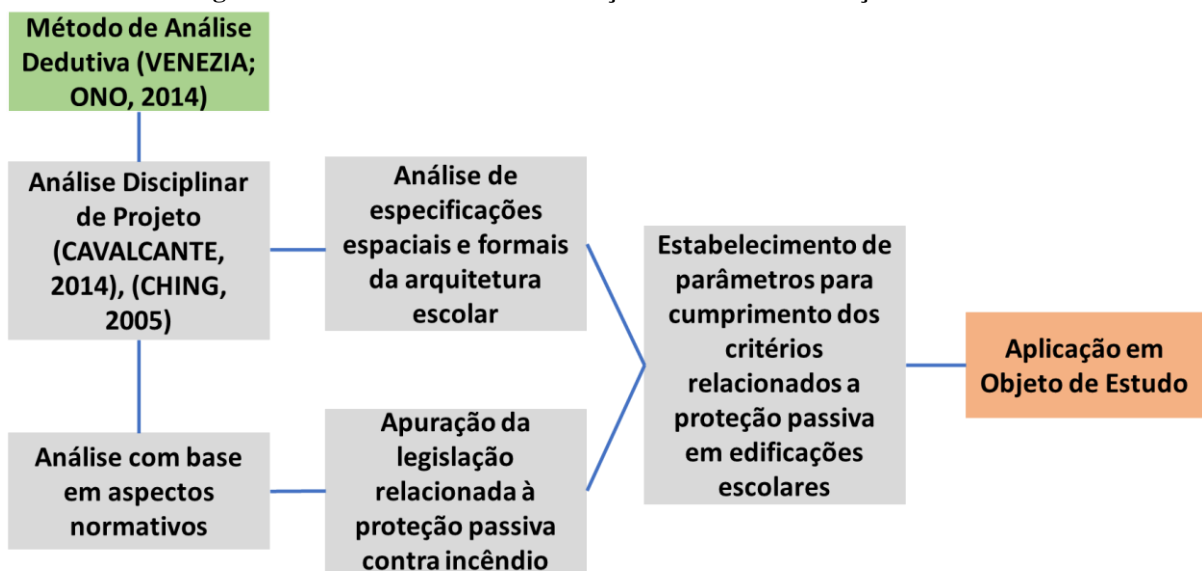 Método de Análise
Dedutiva (VENEZIA;
ONO, 2014)
Análise Disciplinar
de Projeto
(CAVALCANTE,
2014), (CHING,
2005)
Análise com base
em aspectos
normativos
Análise de
especificações
espaciais e formais
da arquitetura
escolar
Apuração da
legislação
relacionada à
proteção passiva
contra incêndio
Estabelecimento de
parâmetros para
cumprimento dos
critérios
relacionados a
proteção passiva
em edificações
escolares
Aplicação em
Objeto de Estudo